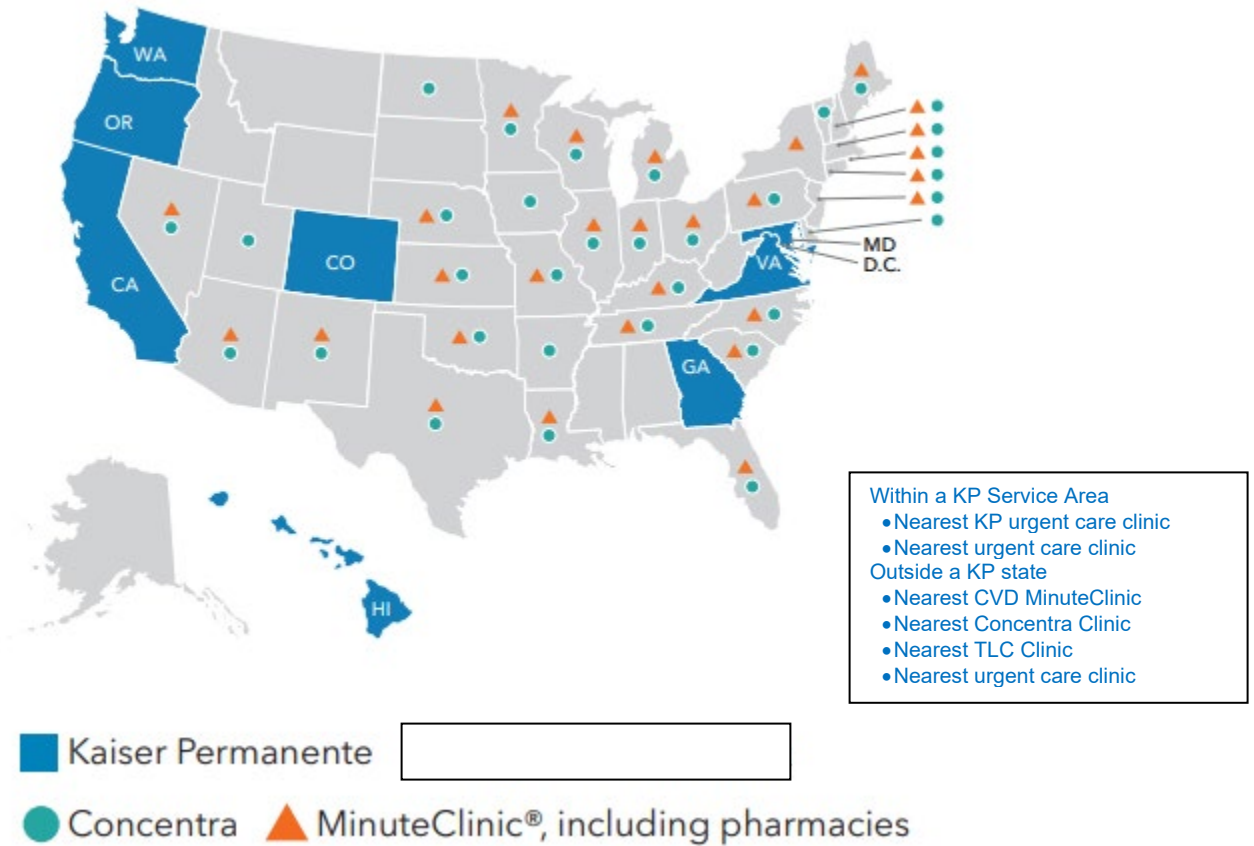 WA
OR
CA
CO
MD
D.C.
VA
GA
HI
Within a KP Service Area
•Nearest KP urgent care clinic
•Nearest urgent care clinic
Outside a KP state
•Nearest CVD MinuteClinic
•Nearest Concentra Clinic
•Nearest TLC Clinic
•Nearest urgent care clinic
Kaiser Permanente
Concentra MinuteClinic®, including pharmacies